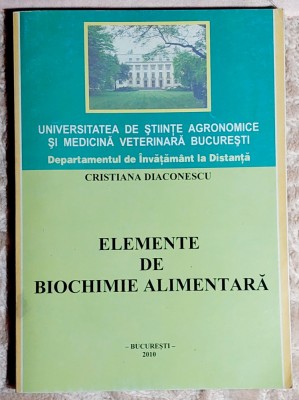 UNIVERSITATEA DE ŞTIINŢE AGRONOMICE
ŞI MEDICINĂ VETERINARĂ BUCUREŞTI
Departamentul de Învăţământ la Distanţă
CRISTIANA DIACONESCU
ELEMENTE
DE
BIOCHIMIE ALIMENTARĂ
– BUCUREŞTI –
2010